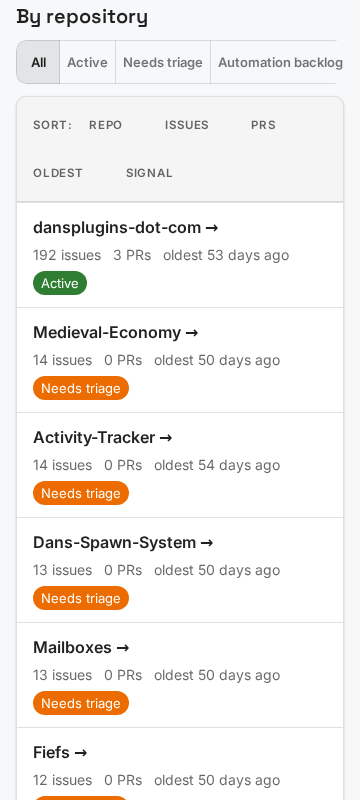 By repository
All Active Needs triage Automation backlog
SORT: REPO ISSUES PRS
OLDEST SIGNAL
dansplugins-dot-com →
192 issues 3 PRs oldest 53 days ago
Active
Medieval-Economy →
14 issues 0 PRs oldest 50 days ago
Needs triage
Activity-Tracker →
14 issues 0 PRs oldest 54 days ago
Needs triage
Dans-Spawn-System →
13 issues 0 PRs oldest 50 days ago
Needs triage
Mailboxes →
13 issues 0 PRs oldest 50 days ago
Needs triage
Fiefs →
12 issues 0 PRs oldest 50 days ago